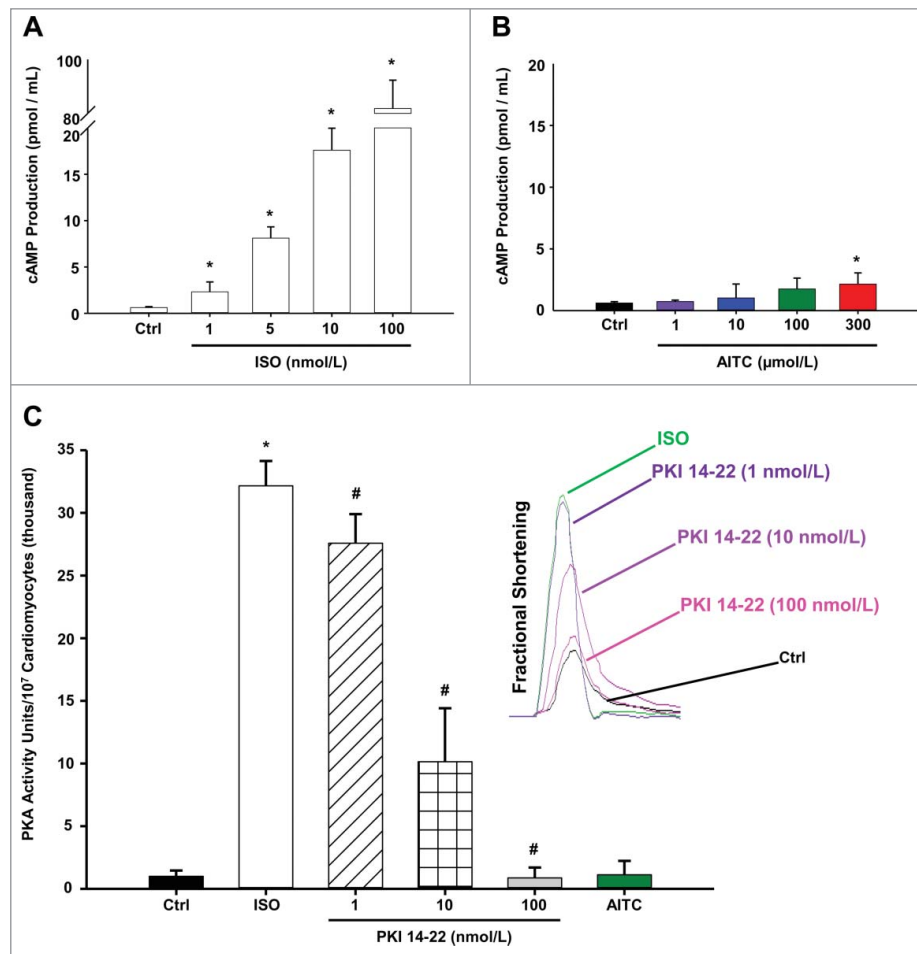 A
cAMP Production (pmol / mL)
100
80
20
15
10
5
0
*
*
*
*
Ctrl 1 5 10 100
ISO (nmol/L)
B
cAMP Production (pmol / mL)
20
15
10
5
0
*
Ctrl 1 10 100 300
AITC (µmol/L)
C
PKA Activity Units/10⁷ Cardiomyocytes (thousand)
35
30
25
20
15
10
5
0
*
#
#
#
Ctrl ISO 1 10 100 AITC
PKI 14-22 (nmol/L)
Fractional Shortening
ISO
PKI 14-22 (1 nmol/L)
PKI 14-22 (10 nmol/L)
PKI 14-22 (100 nmol/L)
Ctrl